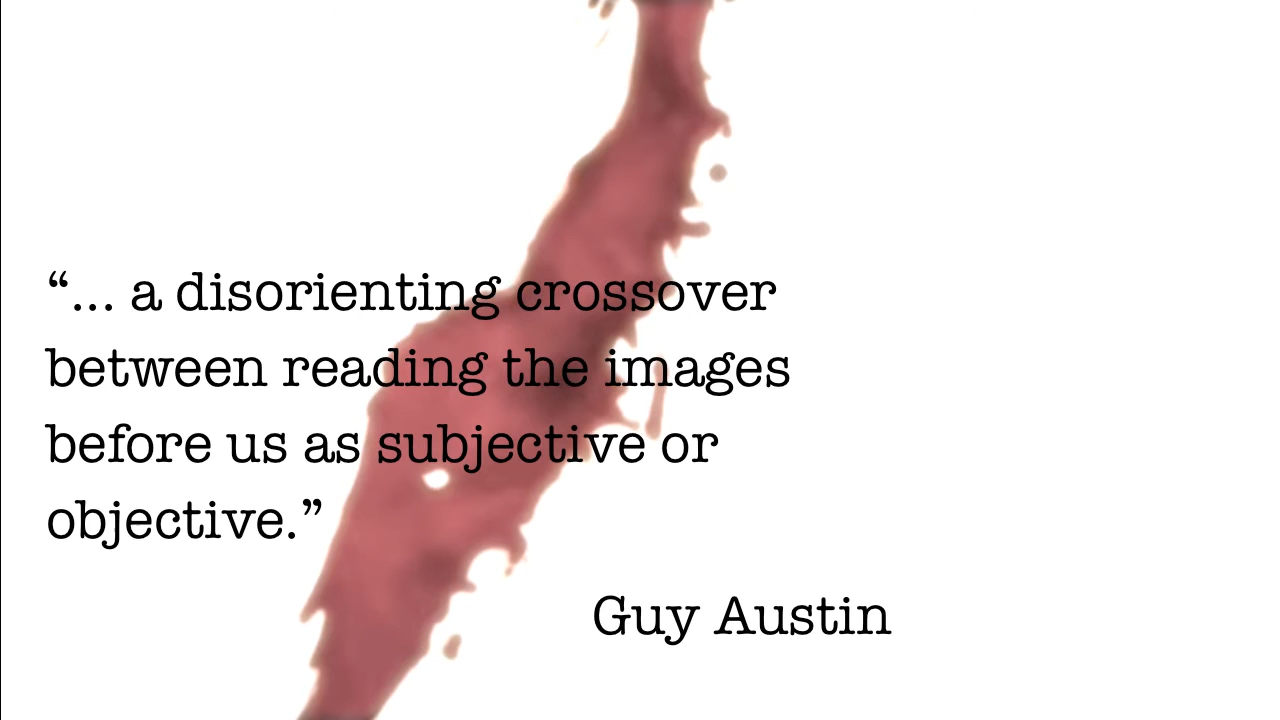 “... a disorienting crossover
between reading the images
before us as subjective or
objective.”
Guy Austin